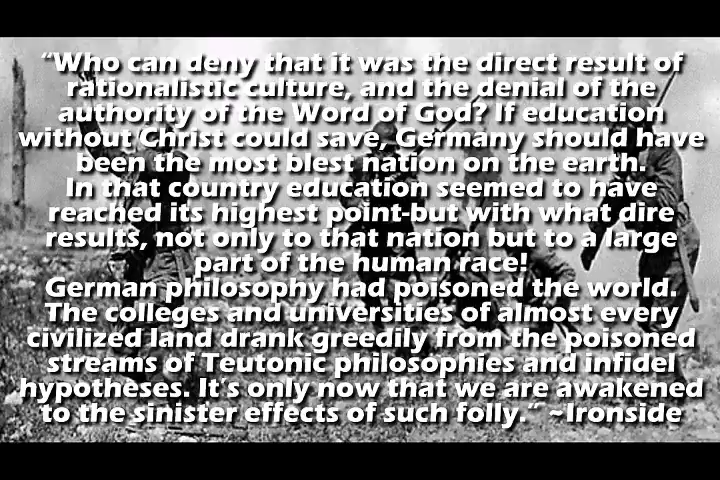 “Who can deny that it was the direct result of
rationalistic culture, and the denial of the
authority of the Word of God? If education
without Christ could save, Germany should have
been the most blest nation on the earth.
In that country education seemed to have
reached its highest point-but with what dire
results, not only to that nation but to a large
part of the human race!
German philosophy had poisoned the world.
The colleges and universities of almost every
civilized land drank greedily from the poisoned
streams of Teutonic philosophies and infidel
hypotheses. It’s only now that we are awakened
to the sinister effects of such folly.” ~Ironside